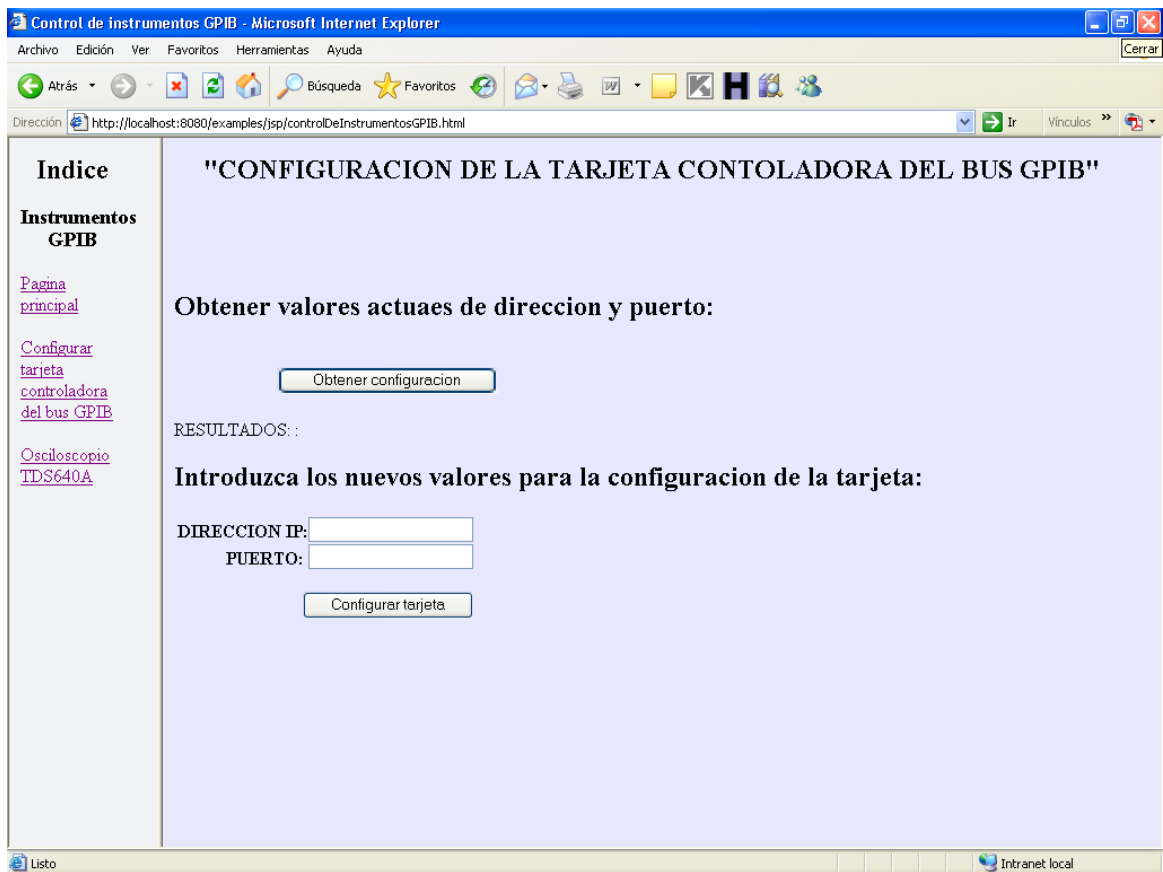 Control de instrumentos GPIB - Microsoft Internet Explorer
Archivo Edición Ver Favoritos Herramientas Ayuda
Cerrar
Atrás Búsqueda Favoritos
Dirección http://localhost:8080/examples/jsp/controlDeInstrumentosGPIB.html Ir Vínculos »
Indice
Instrumentos
GPIB
Pagina
principal
Configurar
tarjeta
controladora
del bus GPIB
Osciloscopio
TDS640A
"CONFIGURACION DE LA TARJETA CONTOLADORA DEL BUS GPIB"
Obtener valores actuaes de direccion y puerto:
Obtener configuracion
RESULTADOS: :
Introduzca los nuevos valores para la configuracion de la tarjeta:
DIRECCION IP:
PUERTO:
Configurar tarjeta
Listo Intranet local